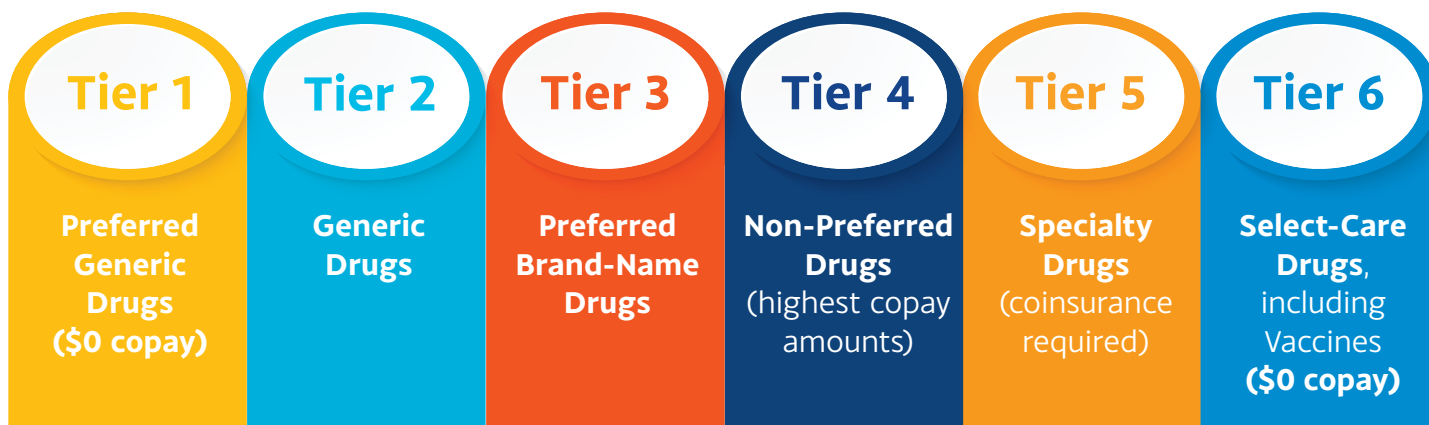 Tier 1
Preferred
Generic
Drugs
($0 copay)
Tier 2
Generic
Drugs
Tier 3
Preferred
Brand-Name
Drugs
Tier 4
Non-Preferred
Drugs
(highest copay
amounts)
Tier 5
Specialty
Drugs
(coinsurance
required)
Tier 6
Select-Care
Drugs,
including
Vaccines
($0 copay)